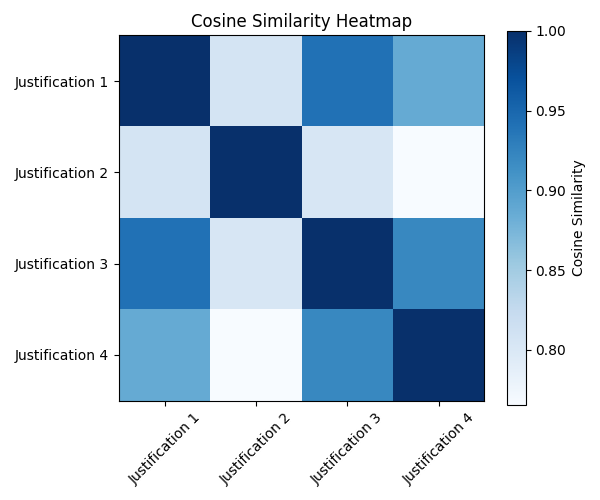 Cosine Similarity Heatmap
Justification 1
Justification 2
Justification 3
Justification 4
Justification 1
Justification 2
Justification 3
Justification 4
1.00
0.95
0.90
0.85
0.80
Cosine Similarity